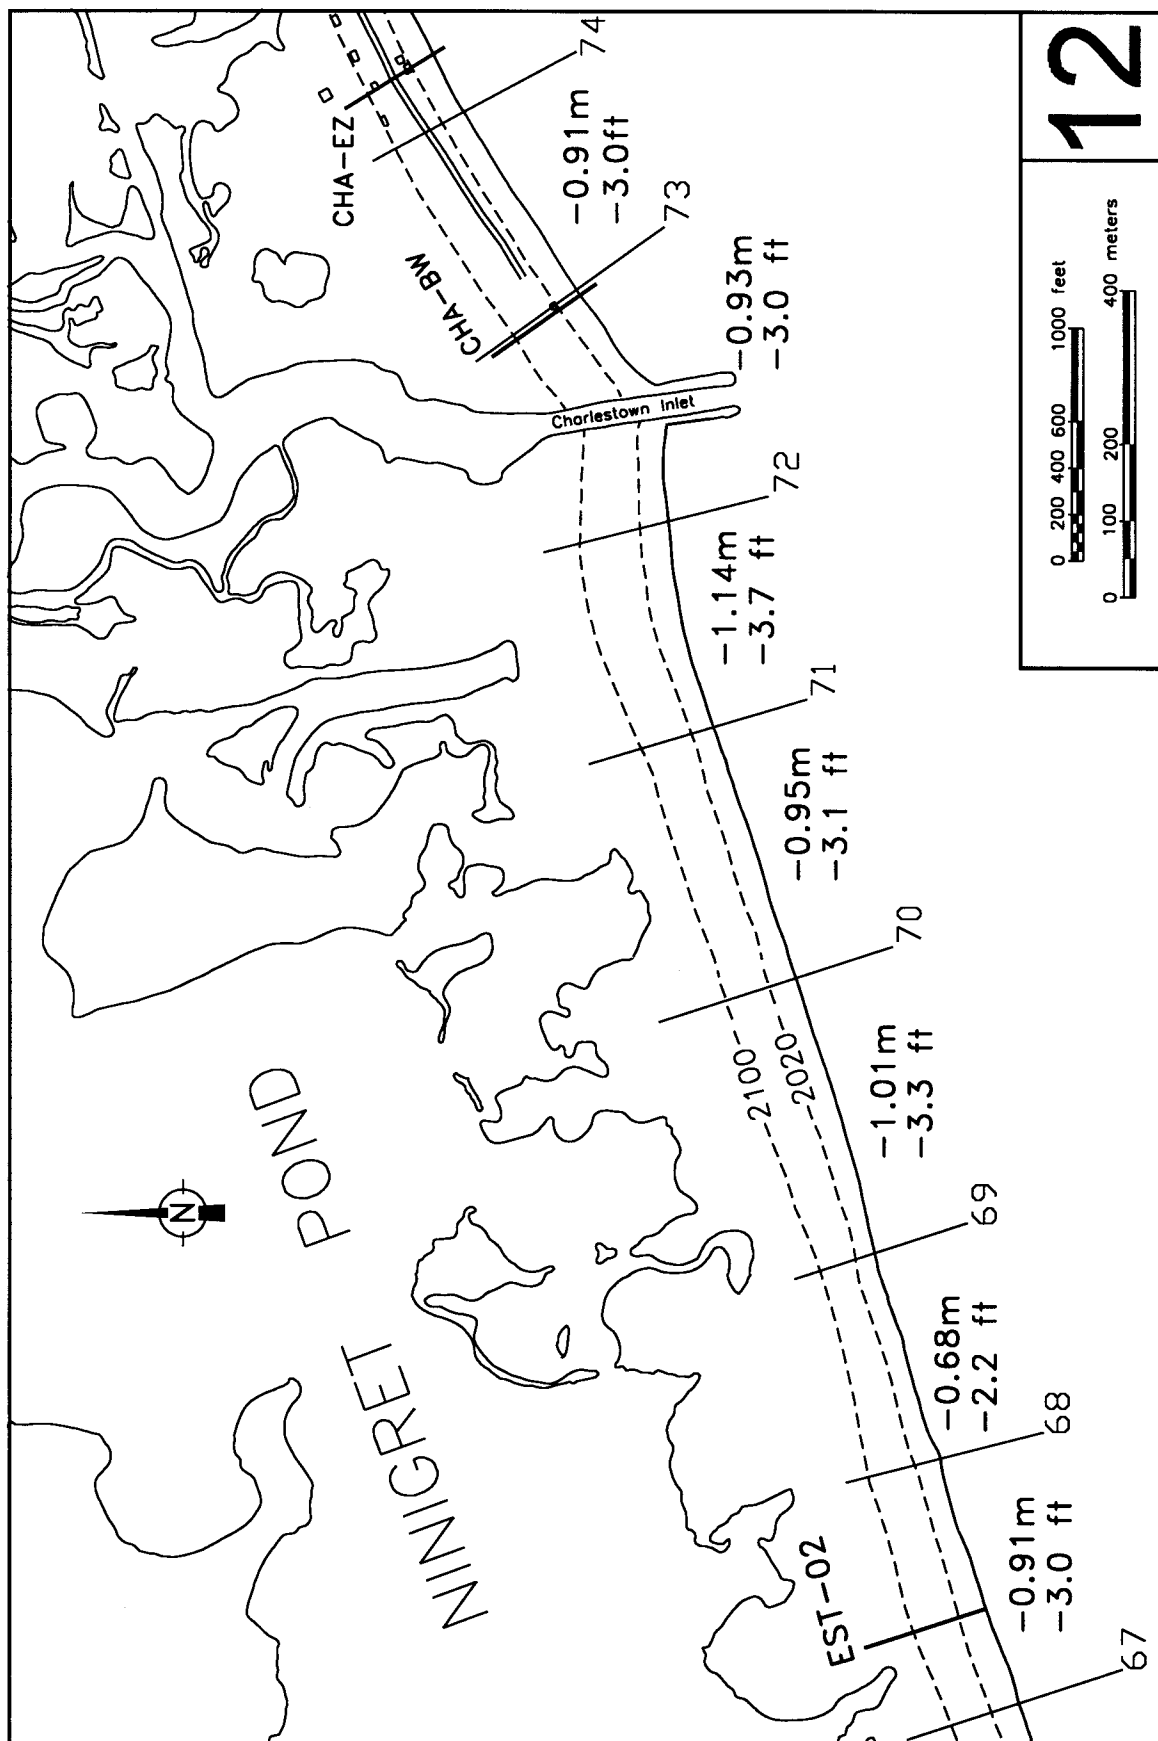 12
0 200 400 600 1000 feet
0 100 200 400 meters
N
NINIGRET POND
Charlestown Inlet
CHA-EZ
CHA-BW
EST-02
2100
2020
67
-0.91m
-3.0 ft
68
-0.68m
-2.2 ft
69
-1.01m
-3.3 ft
70
-0.95m
-3.1 ft
71
-1.14m
-3.7 ft
72
-0.93m
-3.0 ft
73
-0.91m
-3.0ft
74